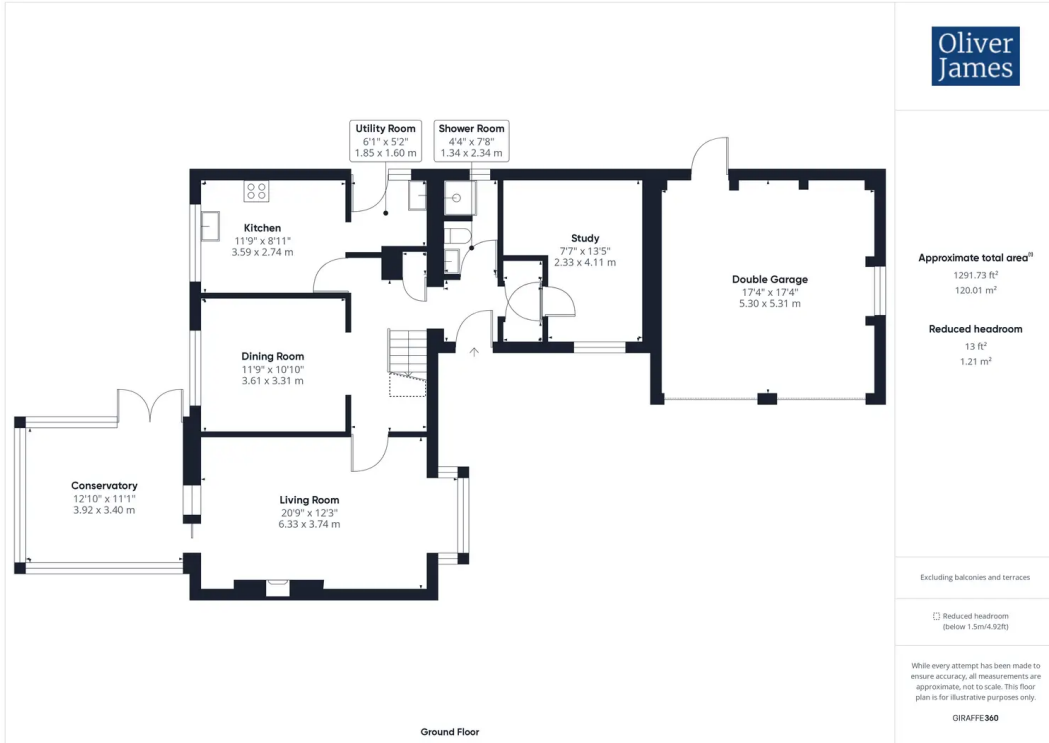 Utility Room
6'1" x 5'2"
1.85 x 1.60 m
Shower Room
4'4" x 7'8"
1.34 x 2.34 m
Kitchen
11'9" x 8'11"
3.59 x 2.74 m
Study
7'7" x 13'5"
2.33 x 4.11 m
Double Garage
17'4" x 17'4"
5.30 x 5.31 m
Dining Room
11'9" x 10'10"
3.61 x 3.31 m
Conservatory
12'10" x 11'1"
3.92 x 3.40 m
Living Room
20'9" x 12'3"
6.33 x 3.74 m
Ground Floor
Oliver
James
Approximate total area⁽¹⁾
1291.73 ft²
120.01 m²
Reduced headroom
13 ft²
1.21 m²
Excluding balconies and terraces
Reduced headroom
(below 1.5m/4.92ft)
While every attempt has been made to
ensure accuracy, all measurements are
approximate, not to scale. This floor
plan is for illustrative purposes only.
GIRAFFE360